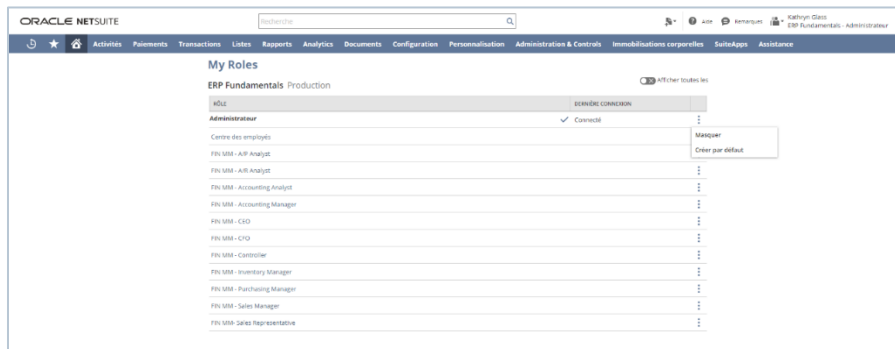 ORACLE NETSUITE
Recherche
Aide
Remarques
Kathryn Glass
ERP Fundamentals - Administrateur
Activités Paiements Transactions Listes Rapports Analytics Documents Configuration Personnalisation Administration & Controls Immobilisations corporelles SuiteApps Assistance
My Roles
ERP Fundamentals Production
Afficher toutes les
RÔLE DERNIÈRE CONNEXION
Administrateur Connecté
Masquer
Centre des employés
Créer par défaut
FIN MM - A/P Analyst
FIN MM - A/R Analyst
FIN MM - Accounting Analyst
FIN MM - Accounting Manager
FIN MM - CEO
FIN MM - CFO
FIN MM - Controller
FIN MM - Inventory Manager
FIN MM - Purchasing Manager
FIN MM - Sales Manager
FIN MM- Sales Representative